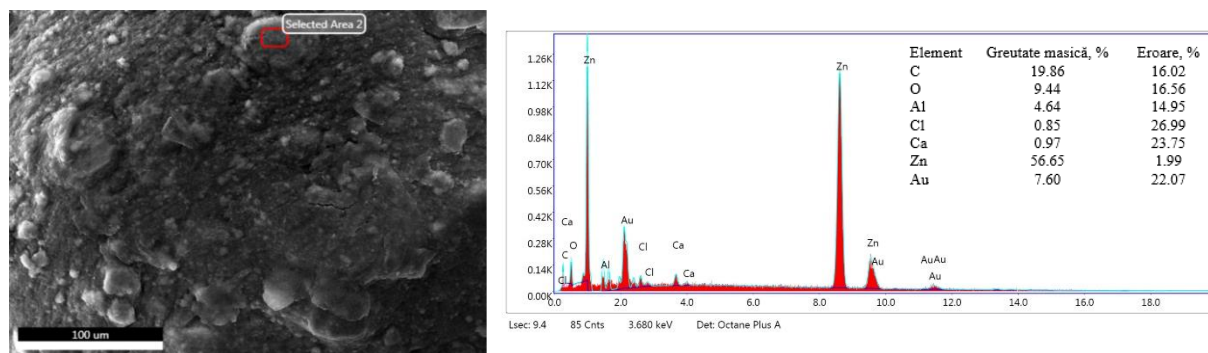 Selected Area 2
100 um
1.26K
1.12K
0.98K
0.84K
0.70K
0.56K
0.42K
0.28K
0.14K
0.00K
Zn
Ca
C
O
Cl
Al
Au
Cl
Cl
Ca
Ca
Zn
Zn
Au
Au Au
Au
0.0 2.0 4.0 6.0 8.0 10.0 12.0 14.0 16.0 18.0
Element Greutate masică, % Eroare, %
C 19.86 16.02
O 9.44 16.56
Al 4.64 14.95
Cl 0.85 26.99
Ca 0.97 23.75
Zn 56.65 1.99
Au 7.60 22.07
Lsec: 9.4 85 Cnts 3.680 keV Det: Octane Plus A